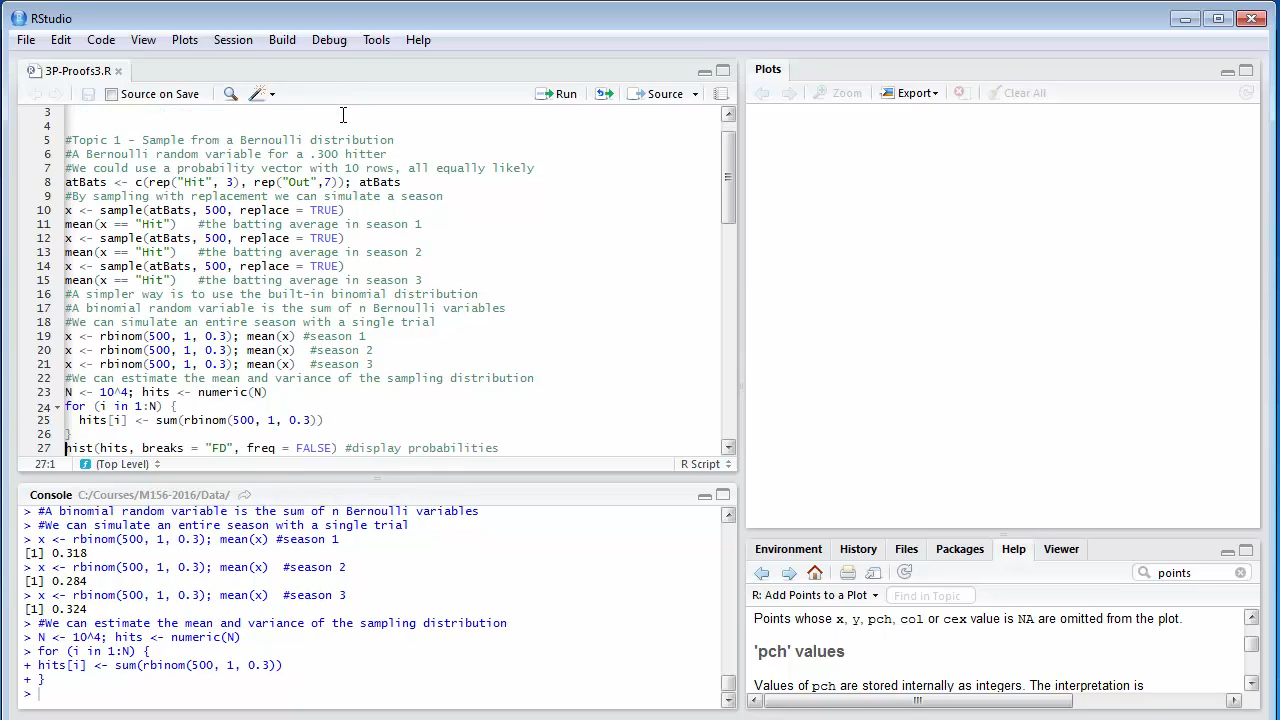 RStudio
File Edit Code View Plots Session Build Debug Tools Help
3P-Proofs3.R
Source on Save Run Source
3
4
5 #Topic 1 - Sample from a Bernoulli distribution
6 #A Bernoulli random variable for a .300 hitter
7 #We could use a probability vector with 10 rows, all equally likely
8 atBats <- c(rep("Hit", 3), rep("Out",7)); atBats
9 #By sampling with replacement we can simulate a season
10 x <- sample(atBats, 500, replace = TRUE)
11 mean(x == "Hit")   #the batting average in season 1
12 x <- sample(atBats, 500, replace = TRUE)
13 mean(x == "Hit")   #the batting average in season 2
14 x <- sample(atBats, 500, replace = TRUE)
15 mean(x == "Hit")   #the batting average in season 3
16 #A simpler way is to use the built-in binomial distribution
17 #A binomial random variable is the sum of n Bernoulli variables
18 #We can simulate an entire season with a single trial
19 x <- rbinom(500, 1, 0.3); mean(x) #season 1
20 x <- rbinom(500, 1, 0.3); mean(x)  #season 2
21 x <- rbinom(500, 1, 0.3); mean(x)  #season 3
22 #We can estimate the mean and variance of the sampling distribution
23 N <- 10^4; hits <- numeric(N)
24 for (i in 1:N) {
25   hits[i] <- sum(rbinom(500, 1, 0.3))
26 }
27 hist(hits, breaks = "FD", freq = FALSE) #display probabilities
27:1 (Top Level) R Script
Console C:/Courses/M156-2016/Data/
> #A binomial random variable is the sum of n Bernoulli variables
> #We can simulate an entire season with a single trial
> x <- rbinom(500, 1, 0.3); mean(x) #season 1
[1] 0.318
> x <- rbinom(500, 1, 0.3); mean(x)  #season 2
[1] 0.284
> x <- rbinom(500, 1, 0.3); mean(x)  #season 3
[1] 0.324
> #We can estimate the mean and variance of the sampling distribution
> N <- 10^4; hits <- numeric(N)
> for (i in 1:N) {
+ hits[i] <- sum(rbinom(500, 1, 0.3))
+ }
>
Plots
Zoom Export Clear All
Environment History Files Packages Help Viewer
points
R: Add Points to a Plot Find in Topic
Points whose x, y, pch, col or cex value is NA are omitted from the plot.
'pch' values
Values of pch are stored internally as integers. The interpretation is